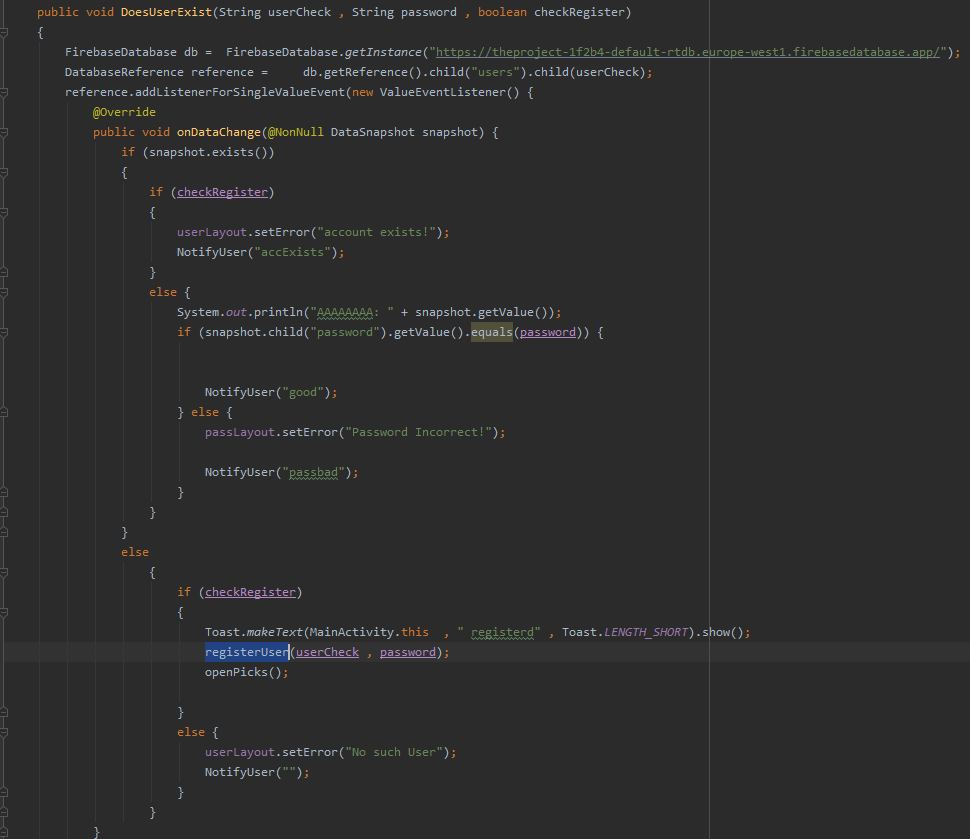 public void DoesUserExist(String userCheck , String password , boolean checkRegister)
{
FirebaseDatabase db =  FirebaseDatabase.getInstance("https://theproject-1f2b4-default-rtdb.europe-west1.firebasedatabase.app/");
DatabaseReference reference =     db.getReference().child("users").child(userCheck);
reference.addListenerForSingleValueEvent(new ValueEventListener() {
@Override
public void onDataChange(@NonNull DataSnapshot snapshot) {
if (snapshot.exists())
{
if (checkRegister)
{
userLayout.setError("account exists!");
NotifyUser("accExists");
}
else {
System.out.println("AAAAAAAA: " + snapshot.getValue());
if (snapshot.child("password").getValue().equals(password)) {
NotifyUser("good");
} else {
passLayout.setError("Password Incorrect!");
NotifyUser("passbad");
}
}
}
else
{
if (checkRegister)
{
Toast.makeText(MainActivity.this  , " registerd" , Toast.LENGTH_SHORT).show();
registerUser(userCheck , password);
openPicks();
}
else {
userLayout.setError("No such User");
NotifyUser("");
}
}
}